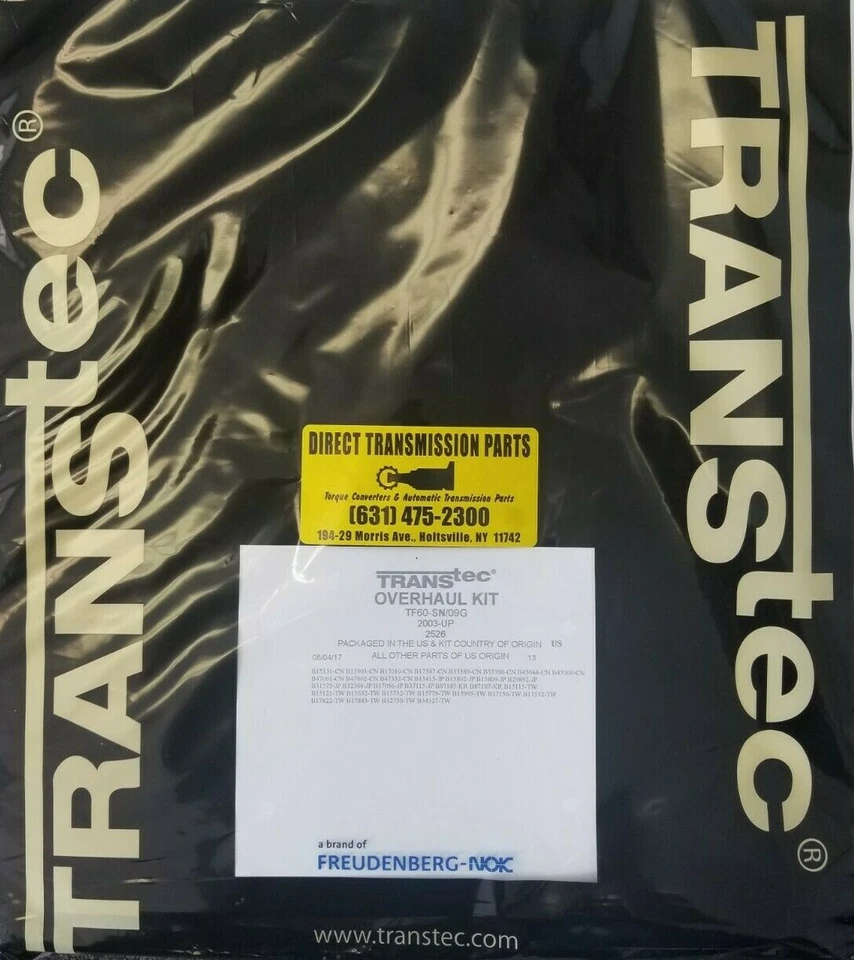 TRANStec®
TRANStec®
DIRECT TRANSMISSION PARTS
Torque Converters & Automatic Transmission Parts
(631) 475-2300
194-29 Morris Ave., Holtsville, NY 11742
TRANStec®
OVERHAUL KIT
TF60-SN/09G
2003-UP
2526
PACKAGED IN THE US & KIT COUNTRY OF ORIGIN US
08/04/17 ALL OTHER PARTS OF US ORIGIN 13
a brand of
FREUDENBERG-NOK
www.transtec.com